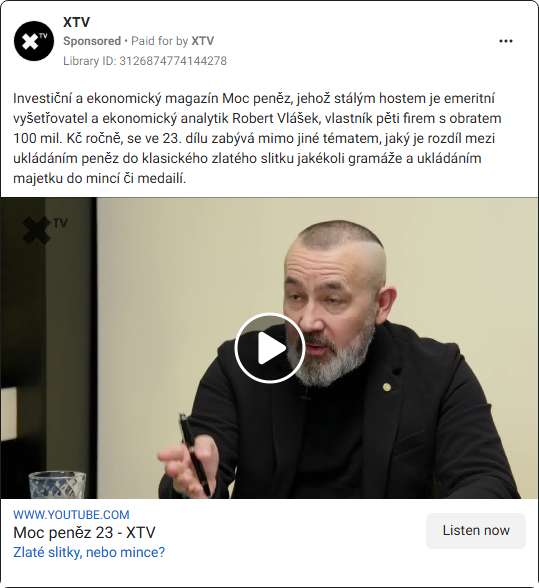 XTV
Sponsored • Paid for by XTV
Library ID: 3126874774144278
Investiční a ekonomický magazín Moc peněz, jehož stálým hostem je emeritní
vyšetřovatel a ekonomický analytik Robert Vlášek, vlastník pěti firem s obratem
100 mil. Kč ročně, se ve 23. dílu zabývá mimo jiné tématem, jaký je rozdíl mezi
ukládáním peněz do klasického zlatého slitku jakékoli gramáže a ukládáním
majetku do mincí či medailí.
XTV
WWW.YOUTUBE.COM
Moc peněz 23 - XTV
Zlaté slitky, nebo mince?
Listen now